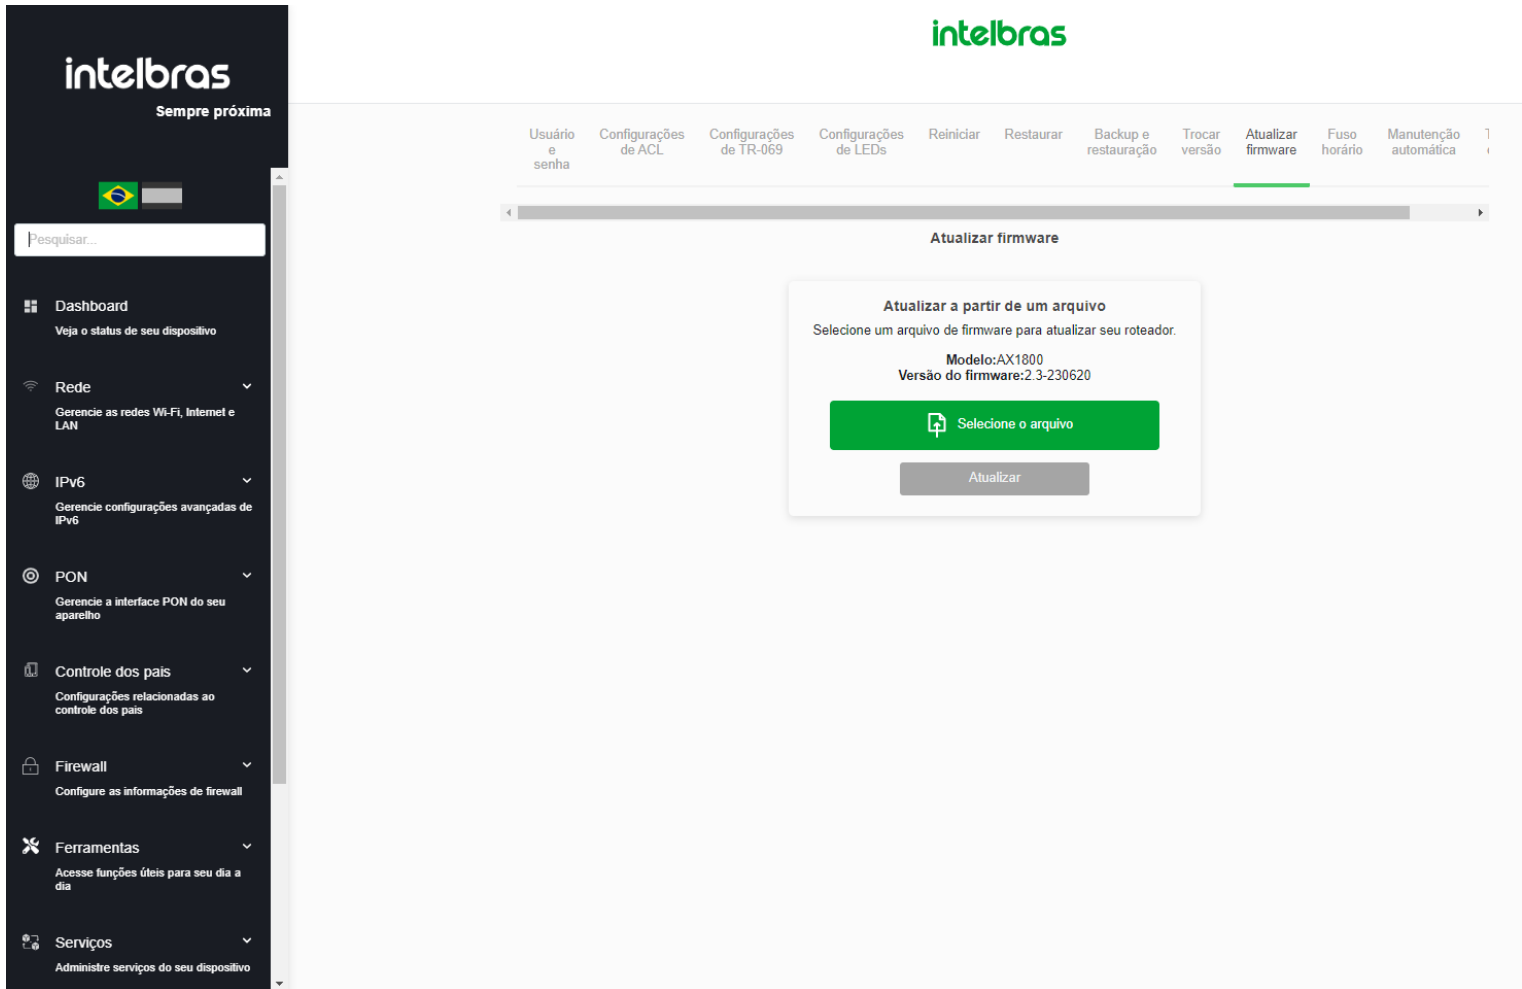 intelbras
Sempre próxima
Pesquisar...
Dashboard
Veja o status de seu dispositivo
Rede
Gerencie as redes Wi-Fi, Internet e
LAN
IPv6
Gerencie configurações avançadas de
IPv6
PON
Gerencie a interface PON do seu
aparelho
Controle dos pais
Configurações relacionadas ao
controle dos pais
Firewall
Configure as informações de firewall
Ferramentas
Acesse funções úteis para seu dia a
dia
Serviços
Administre serviços do seu dispositivo
intelbras
Usuário
e
senha
Configurações
de ACL
Configurações
de TR-069
Configurações
de LEDs
Reiniciar
Restaurar
Backup e
restauração
Trocar
versão
Atualizar
firmware
Fuso
horário
Manutenção
automática
Atualizar firmware
Atualizar a partir de um arquivo
Selecione um arquivo de firmware para atualizar seu roteador.
Modelo:AX1800
Versão do firmware:2.3-230620
Selecione o arquivo
Atualizar